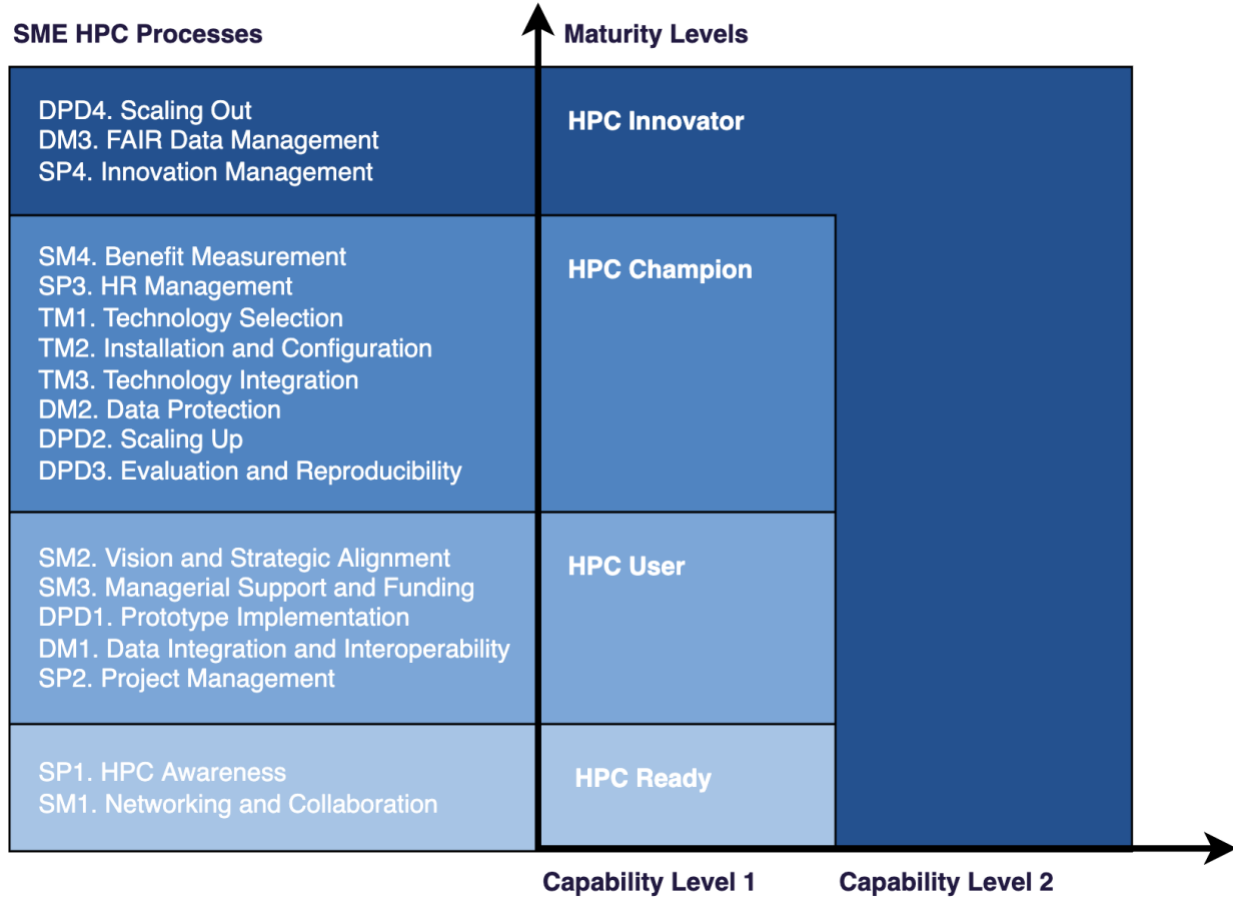 SME HPC Processes
Maturity Levels
DPD4. Scaling Out
DM3. FAIR Data Management
SP4. Innovation Management
HPC Innovator
SM4. Benefit Measurement
SP3. HR Management
TM1. Technology Selection
TM2. Installation and Configuration
TM3. Technology Integration
DM2. Data Protection
DPD2. Scaling Up
DPD3. Evaluation and Reproducibility
HPC Champion
SM2. Vision and Strategic Alignment
SM3. Managerial Support and Funding
DPD1. Prototype Implementation
DM1. Data Integration and Interoperability
SP2. Project Management
HPC User
SP1. HPC Awareness
SM1. Networking and Collaboration
HPC Ready
Capability Level 1
Capability Level 2